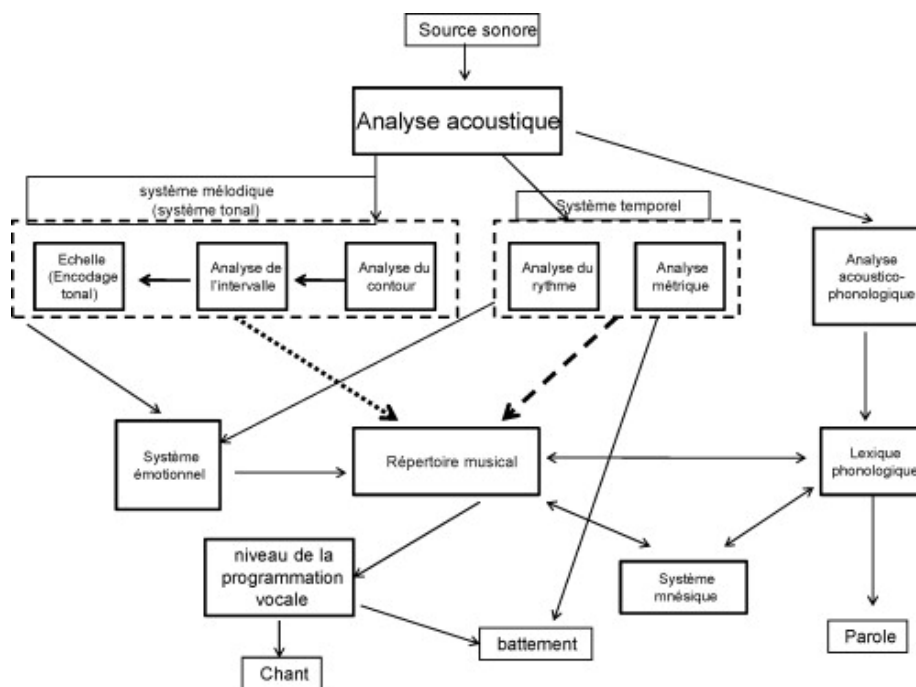 Source sonore
Analyse acoustique
système mélodique
(système tonal)
Système temporel
Echelle
(Encodage
tonal)
Analyse de
l'intervalle
Analyse du
contour
Analyse du
rythme
Analyse
métrique
Analyse
acoustico-
phonologique
Système
émotionnel
Répertoire musical
Lexique
phonologique
niveau de la
programmation
vocale
Système
mnésique
battement
Parole
Chant